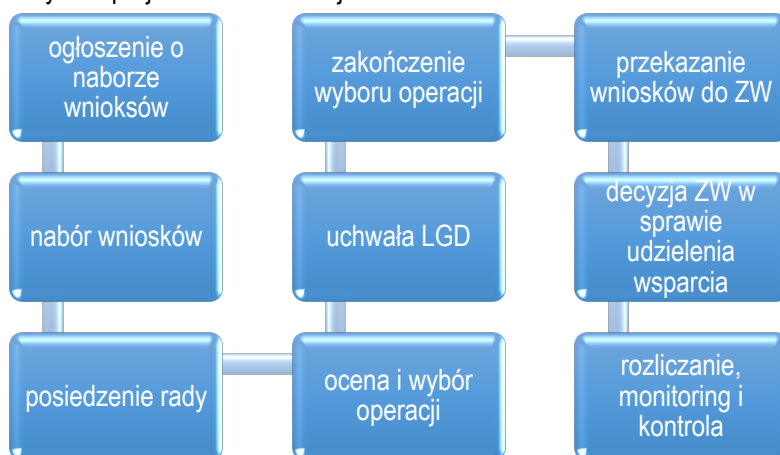 ogłoszenie o
naborze
wnioksów
nabór wniosków
posiedzenie rady
ocena i wybór
operacji
uchwała LGD
zakończenie
wyboru operacji
przekazanie
wniosków do ZW
decyzja ZW w
sprawie
udzielenia
wsparcia
rozliczanie,
monitoring i
kontrola